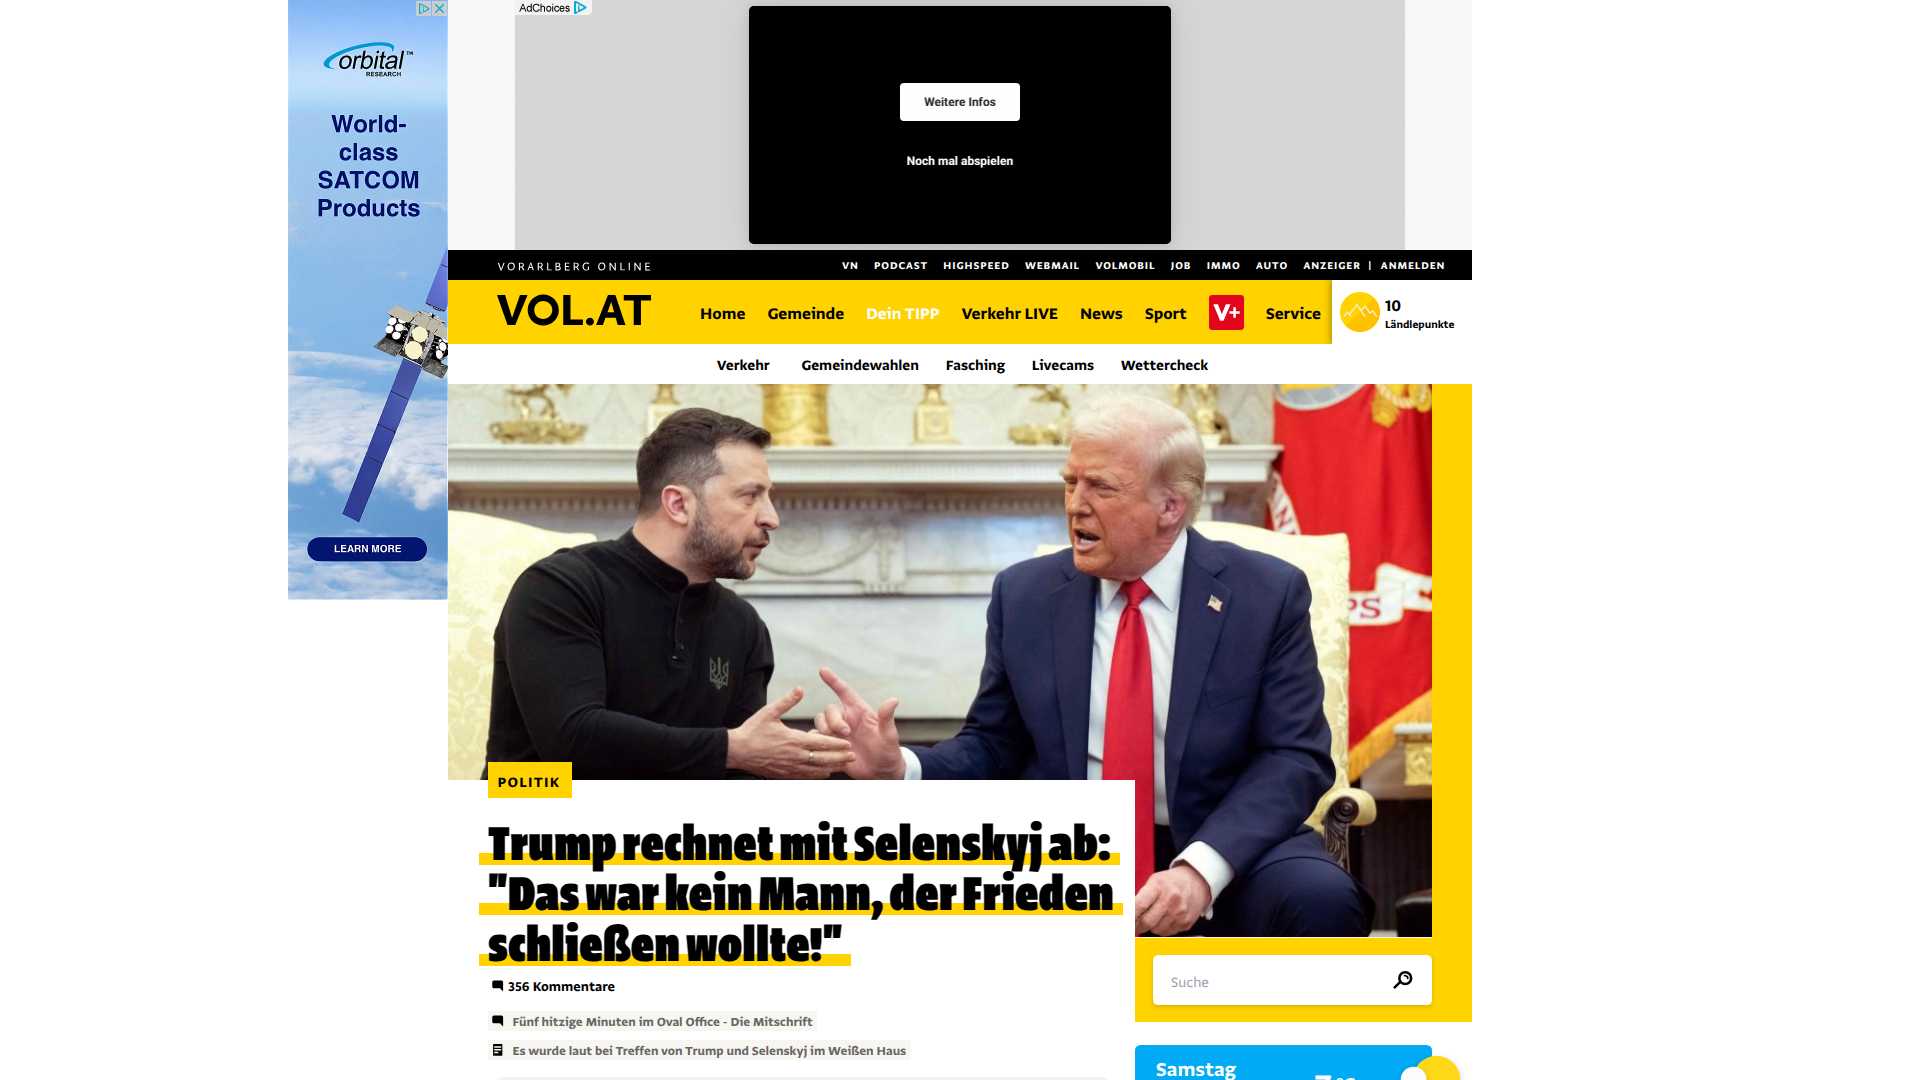 orbital™
RESEARCH
World-
class
SATCOM
Products
LEARN MORE
AdChoices
Weitere Infos
Noch mal abspielen
VORARLBERG ONLINE
VN PODCAST HIGHSPEED WEBMAIL VOLMOBIL JOB IMMO AUTO ANZEIGER | ANMELDEN
VOL.AT
Home Gemeinde Dein TIPP Verkehr LIVE News Sport V+ Service
10
Ländlepunkte
Verkehr Gemeindewahlen Fasching Livecams Wettercheck
PS
POLITIK
Trump rechnet mit Selenskyj ab:
"Das war kein Mann, der Frieden
schließen wollte!"
356 Kommentare
Fünf hitzige Minuten im Oval Office - Die Mitschrift
Es wurde laut bei Treffen von Trump und Selenskyj im Weißen Haus
Suche
Samstag